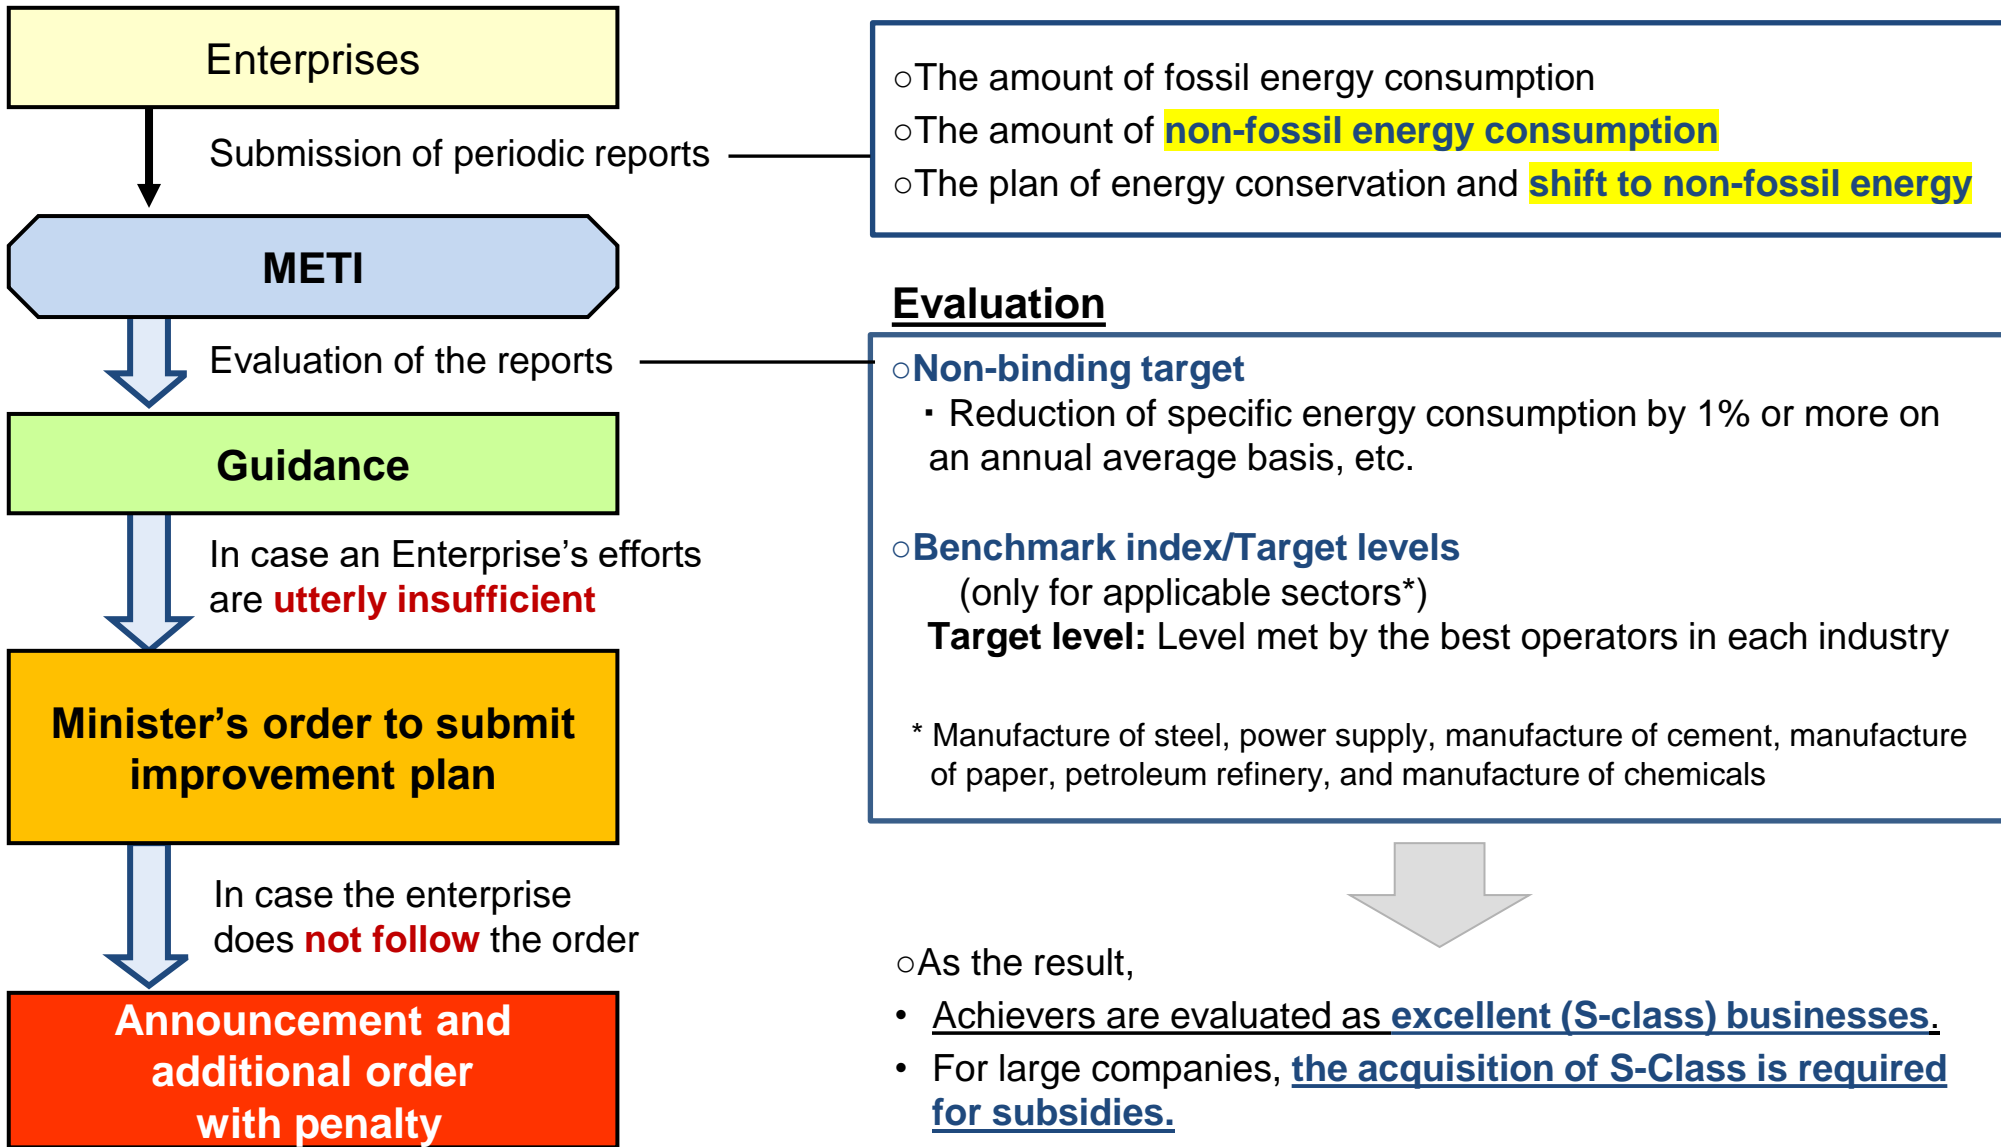 Enterprises
Submission of periodic reports
METI
Evaluation of the reports
Guidance
In case an Enterprise’s efforts
are utterly insufficient
Minister’s order to submit
improvement plan
In case the enterprise
does not follow the order
Announcement and
additional order
with penalty
○The amount of fossil energy consumption
○The amount of non-fossil energy consumption
○The plan of energy conservation and shift to non-fossil energy
Evaluation
○Non-binding target
・Reduction of specific energy consumption by 1% or more on
an annual average basis, etc.
○Benchmark index/Target levels
(only for applicable sectors*)
Target level: Level met by the best operators in each industry
* Manufacture of steel, power supply, manufacture of cement, manufacture
of paper, petroleum refinery, and manufacture of chemicals
○As the result,
• Achievers are evaluated as excellent (S-class) businesses.
• For large companies, the acquisition of S-Class is required
for subsidies.